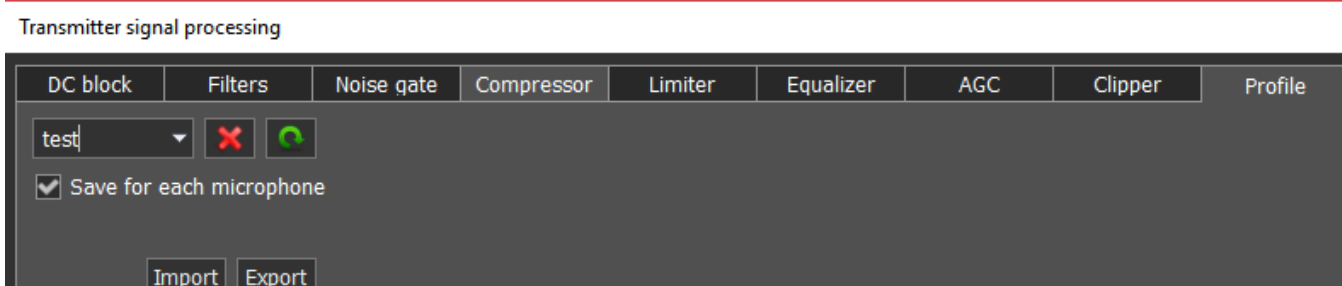 Transmitter signal processing
DC block Filters Noise gate Compressor Limiter Equalizer AGC Clipper Profile
test
Save for each microphone
Import Export